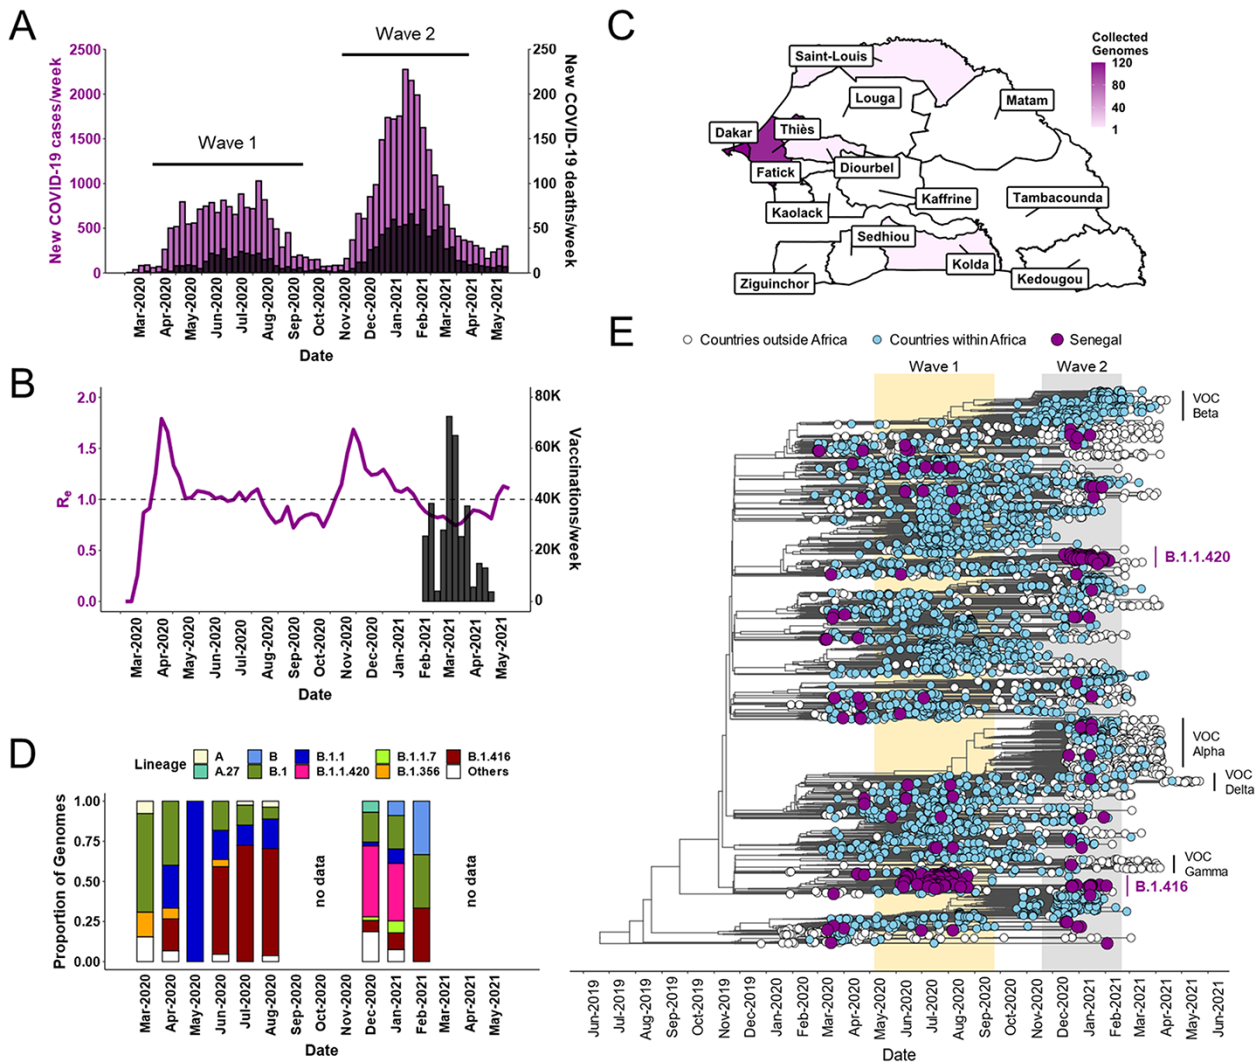 A
Wave 1
Wave 2
New COVID-19 cases/week
2500
2000
1500
1000
500
0
New COVID-19 deaths/week
250
200
150
100
50
0
Mar-2020
Apr-2020
May-2020
Jun-2020
Jul-2020
Aug-2020
Sep-2020
Oct-2020
Nov-2020
Dec-2020
Jan-2021
Feb-2021
Mar-2021
Apr-2021
May-2021
Date
B
Re
2.0
1.5
1.0
0.5
0.0
Vaccinations/week
80K
60K
40K
20K
0
Mar-2020
Apr-2020
May-2020
Jun-2020
Jul-2020
Aug-2020
Sep-2020
Oct-2020
Nov-2020
Dec-2020
Jan-2021
Feb-2021
Mar-2021
Apr-2021
May-2021
Date
C
Collected
Genomes
120
80
40
1
Saint-Louis
Louga
Matam
Dakar
Thiès
Diourbel
Fatick
Kaffrine
Tambacounda
Kaolack
Sedhiou
Kolda
Ziguinchor
Kedougou
D
Lineage
A
B
B.1.1
B.1.1.7
B.1.416
A.27
B.1
B.1.1.420
B.1.356
Others
Proportion of Genomes
1.00
0.75
0.50
0.25
0.00
no data
no data
Mar-2020
Apr-2020
May-2020
Jun-2020
Jul-2020
Aug-2020
Sep-2020
Oct-2020
Nov-2020
Dec-2020
Jan-2021
Feb-2021
Mar-2021
Apr-2021
May-2021
Date
E
Countries outside Africa
Countries within Africa
Senegal
Wave 1
Wave 2
VOC
Beta
B.1.1.420
VOC
Alpha
VOC
Delta
VOC
Gamma
B.1.416
Jun-2019
Jul-2019
Aug-2019
Sep-2019
Oct-2019
Nov-2019
Dec-2019
Jan-2020
Feb-2020
Mar-2020
Apr-2020
May-2020
Jun-2020
Jul-2020
Aug-2020
Sep-2020
Oct-2020
Nov-2020
Dec-2020
Jan-2021
Feb-2021
Mar-2021
Apr-2021
May-2021
Jun-2021
Date